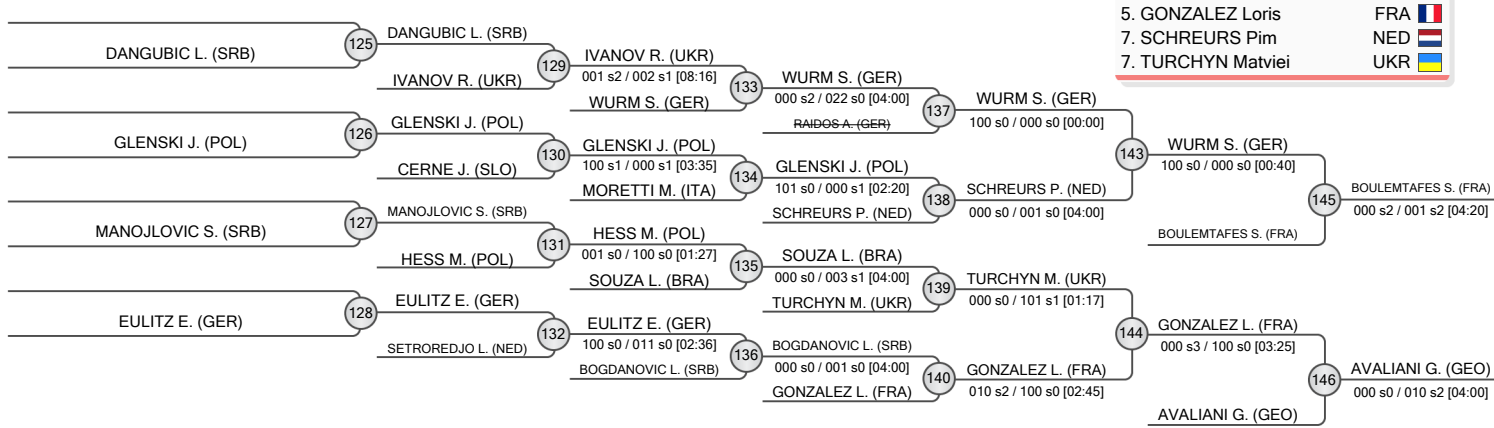 5. GONZALEZ Loris FRA
7. SCHREURS Pim NED
7. TURCHYN Matviei UKR
DANGUBIC L. (SRB)
125
DANGUBIC L. (SRB)
IVANOV R. (UKR)
129
IVANOV R. (UKR)
001 s2 / 002 s1 [08:16]
WURM S. (GER)
133
WURM S. (GER)
000 s2 / 022 s0 [04:00]
RAIDOS A. (GER)
137
WURM S. (GER)
100 s0 / 000 s0 [00:00]
GLENSKI J. (POL)
126
GLENSKI J. (POL)
CERNE J. (SLO)
130
GLENSKI J. (POL)
100 s1 / 000 s1 [03:35]
MORETTI M. (ITA)
134
GLENSKI J. (POL)
101 s0 / 000 s1 [02:20]
SCHREURS P. (NED)
138
SCHREURS P. (NED)
000 s0 / 001 s0 [04:00]
143
WURM S. (GER)
100 s0 / 000 s0 [00:40]
BOULEMTAFES S. (FRA)
145
BOULEMTAFES S. (FRA)
000 s2 / 001 s2 [04:20]
MANOJLOVIC S. (SRB)
127
MANOJLOVIC S. (SRB)
HESS M. (POL)
131
HESS M. (POL)
001 s0 / 100 s0 [01:27]
SOUZA L. (BRA)
135
SOUZA L. (BRA)
000 s0 / 003 s1 [04:00]
TURCHYN M. (UKR)
139
TURCHYN M. (UKR)
000 s0 / 101 s1 [01:17]
EULITZ E. (GER)
128
EULITZ E. (GER)
SETROREDJO L. (NED)
132
EULITZ E. (GER)
100 s0 / 011 s0 [02:36]
BOGDANOVIC L. (SRB)
136
BOGDANOVIC L. (SRB)
000 s0 / 001 s0 [04:00]
GONZALEZ L. (FRA)
140
GONZALEZ L. (FRA)
010 s2 / 100 s0 [02:45]
144
GONZALEZ L. (FRA)
000 s3 / 100 s0 [03:25]
AVALIANI G. (GEO)
146
AVALIANI G. (GEO)
000 s0 / 010 s2 [04:00]